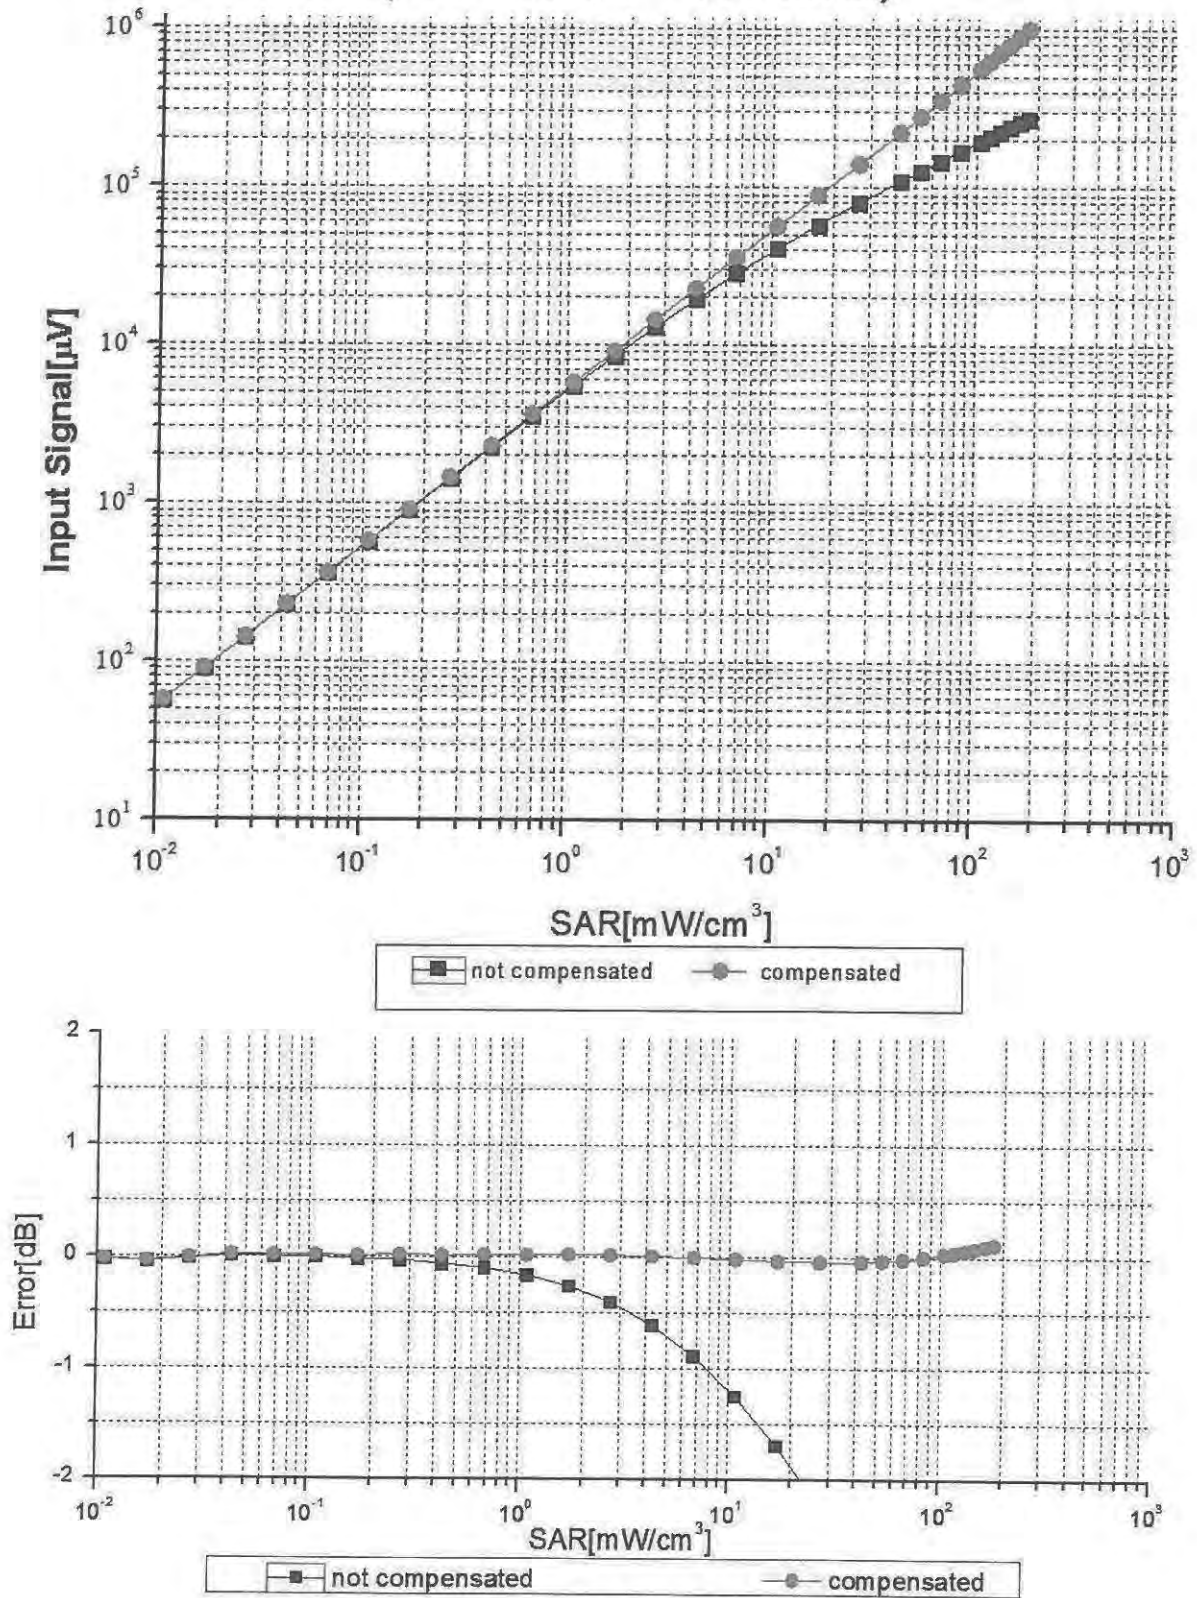 10⁶
10⁵
10⁴
10³
10²
10¹
Input Signal[µV]
10⁻² 10⁻¹ 10⁰ 10¹ 10² 10³
SAR[mW/cm³]
not compensated compensated
2
1
0
-1
-2
Error[dB]
10⁻² 10⁻¹ 10⁰ 10¹ 10² 10³
SAR[mW/cm³]
not compensated compensated